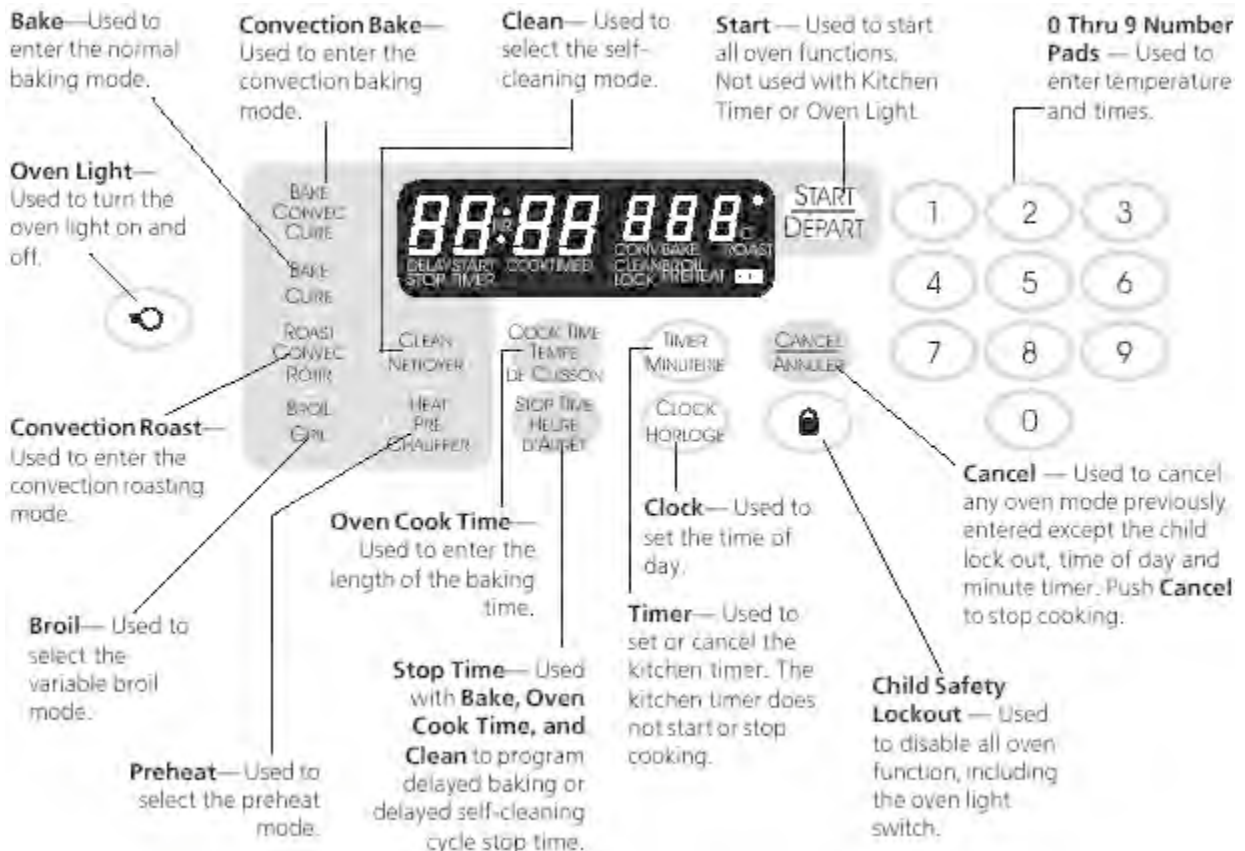 Bake—Used to
enter the normal
baking mode.
Convection Bake—
Used to enter the
convection baking
mode.
Clean— Used to
select the self-
cleaning mode.
Start — Used to start
all oven functions.
Not used with Kitchen
Timer or Oven Light.
0 Thru 9 Number
Pads — Used to
enter temperature
and times.
Oven Light—
Used to turn the
oven light on and
off.
BAKE
CONVEC
CUIRE
BAKE
CUIRE
ROAST
CONVEC
BROIL
CLEAN
NETTOYER
HEAT
PRE
CHAUFFER
88:88 888°
HR
CONV BAKE ROAST
DELAY START COOK TIMED CLEAN BROIL
STOP TIMER LOCK PREHEAT
START
DEPART
COOK TIME
TEMPE
DE CUISSON
STOP TIME
HEURE
TIMER
MINUTERIE
CLOCK
HORLOGE
CANCEL
ANNULER
1 2 3
4 5 6
7 8 9
0
Convection Roast—
Used to enter the
convection roasting
mode.
Broil— Used to
select the
variable broil
mode.
Preheat—Used to
select the preheat
mode.
Oven Cook Time—
Used to enter the
length of the baking
time.
Stop Time— Used
with Bake, Oven
Cook Time, and
Clean to program
delayed baking or
delayed self-cleaning
cycle stop time.
Clock— Used to
set the time of
day.
Timer— Used to
set or cancel the
kitchen timer. The
kitchen timer does
not start or stop
cooking.
Cancel — Used to cancel
any oven mode previously
entered except the child
lock out, time of day and
minute timer. Push Cancel
to stop cooking.
Child Safety
Lockout — Used
to disable all oven
function, including
the oven light
switch.